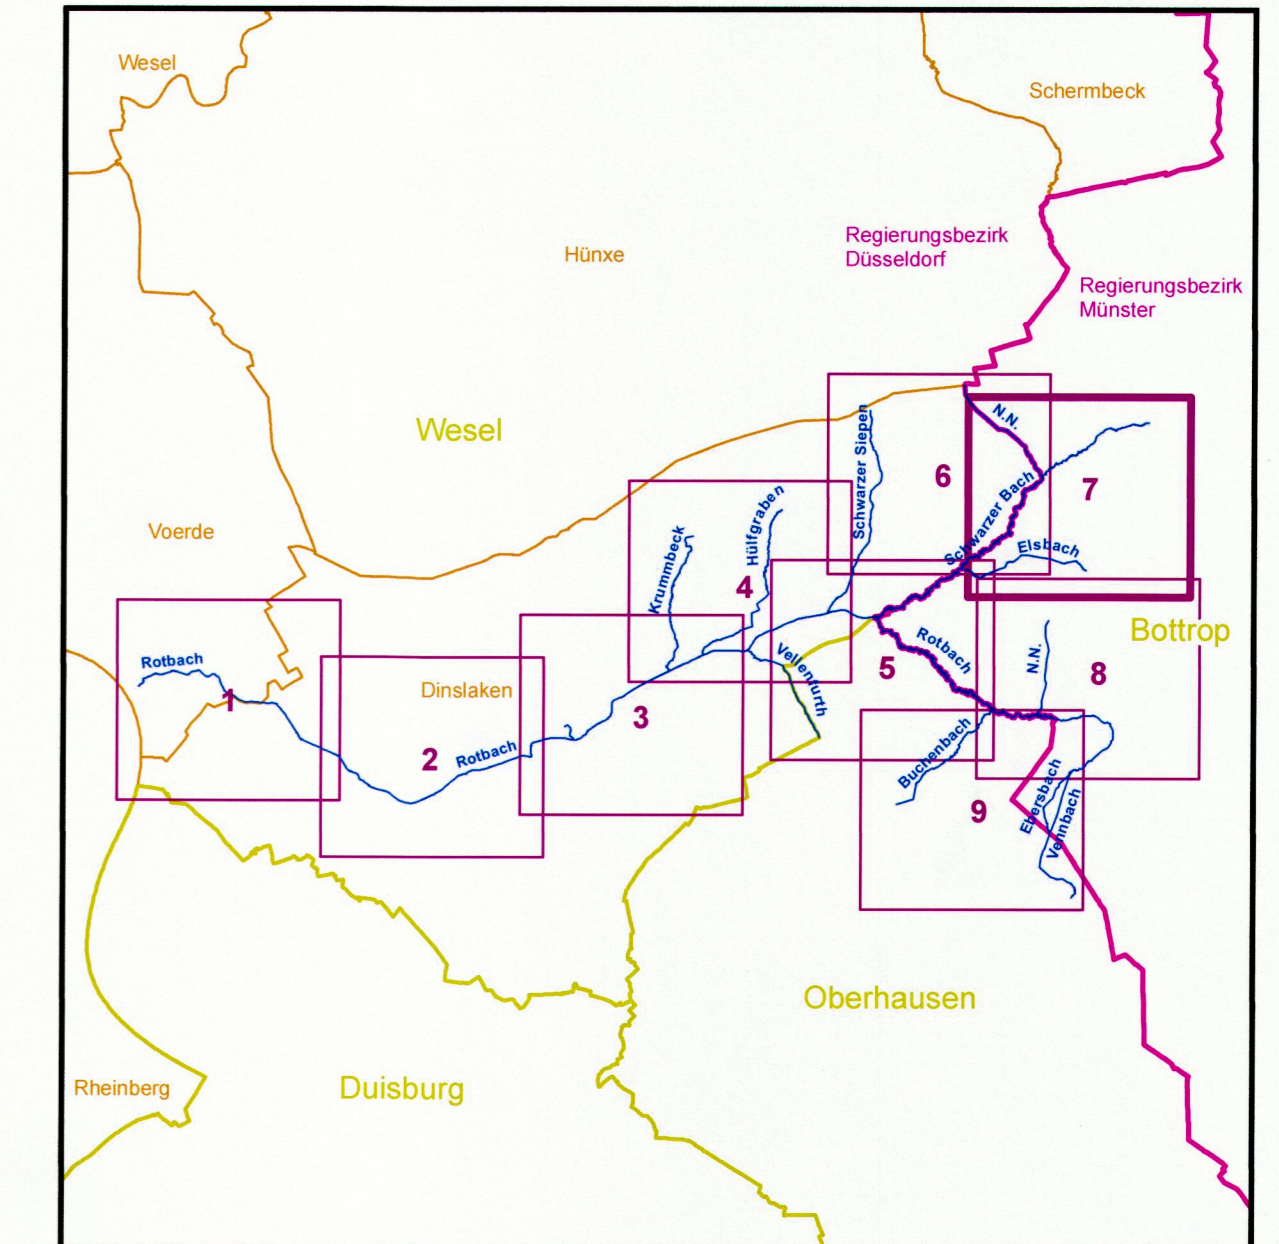 Wesel
Schermbeck
Regierungsbezirk
Düsseldorf
Hünxe
Regierungsbezirk
Münster
N.N.
Schwarzer Siepen
Wesel
6
7
Schwarzer Bach
Hülfgraben
Voerde
Krummbeck
Elsbach
4
Bottrop
Rotbach
Rotbach
N.N.
5
8
Vellenfurth
Dinslaken
1
3
2
Rotbach
Buchenbach
Ebersbach
9
Vennbach
Oberhausen
Rheinberg
Duisburg